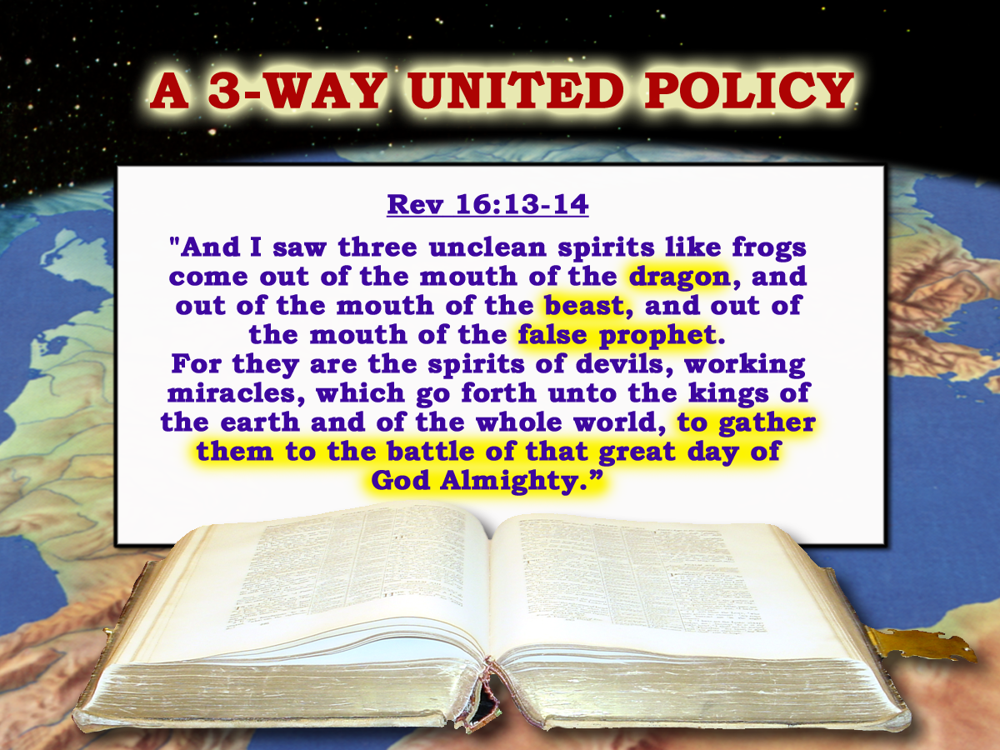 A 3-WAY UNITED POLICY
Rev 16:13-14
"And I saw three unclean spirits like frogs
come out of the mouth of the dragon, and
out of the mouth of the beast, and out of
the mouth of the false prophet.
For they are the spirits of devils, working
miracles, which go forth unto the kings of
the earth and of the whole world, to gather
them to the battle of that great day of
God Almighty.”